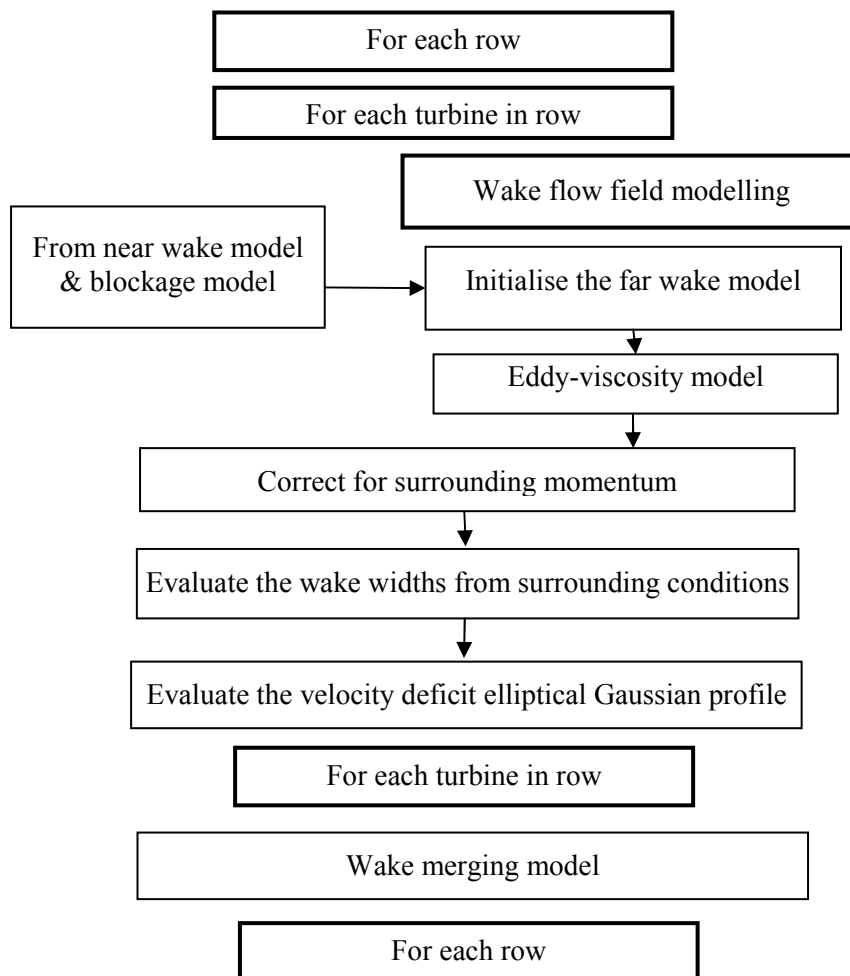 For each row
For each turbine in row
Wake flow field modelling
From near wake model
& blockage model
Initialise the far wake model
Eddy-viscosity model
Correct for surrounding momentum
Evaluate the wake widths from surrounding conditions
Evaluate the velocity deficit elliptical Gaussian profile
For each turbine in row
Wake merging model
For each row